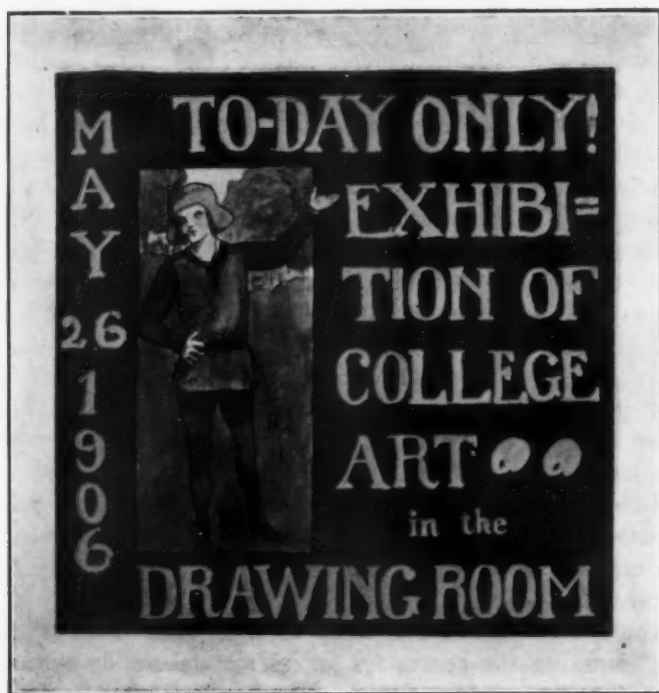 MAY 26 1906
TO-DAY ONLY!
EXHIBI=
TION OF
COLLEGE
ART
in the
DRAWING ROOM